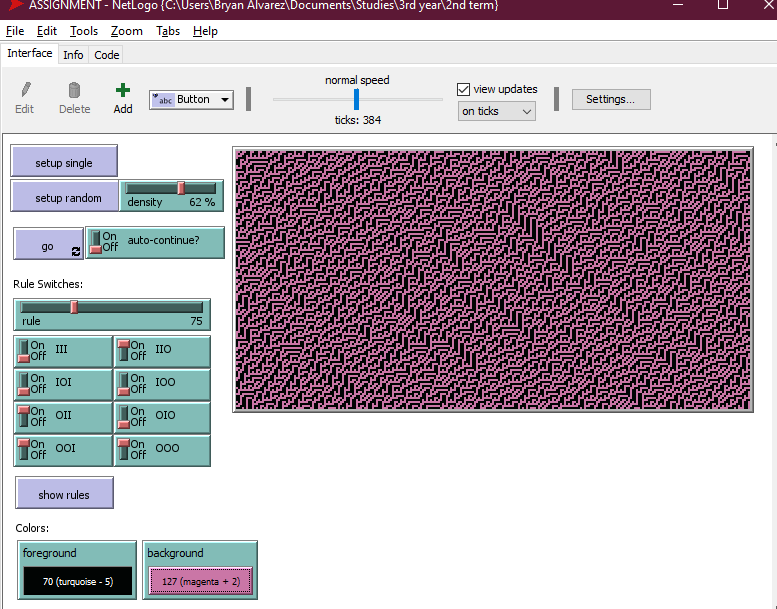 ASSIGNMENT - NetLogo {C:\Users\Bryan Alvarez\Documents\Studies\3rd year\2nd term}
File Edit Tools Zoom Tabs Help
Interface Info Code
normal speed
view updates
Edit Delete Add
abc Button
on ticks
Settings...
ticks: 384
setup single
setup random
density 62 %
go
On
Off
auto-continue?
Rule Switches:
rule 75
On
Off
III
On
Off
IIO
On
Off
IOI
On
Off
IOO
On
Off
OII
On
Off
OIO
On
Off
OOI
On
Off
OOO
show rules
Colors:
foreground
70 (turquoise - 5)
background
127 (magenta + 2)